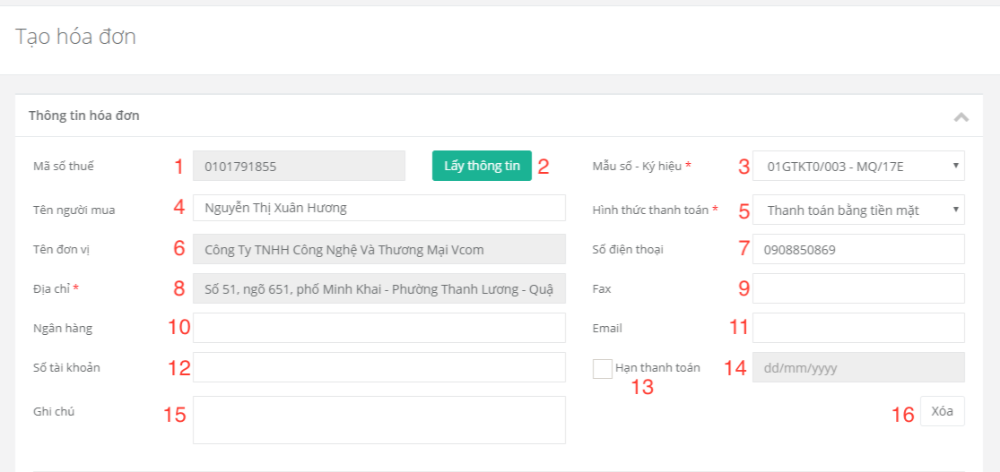 Tạo hóa đơn
Thông tin hóa đơn
Mã số thuế 1 0101791855 Lấy thông tin 2 Mẫu số - Ký hiệu * 3 01GTKT0/003 - MQ/17E
Tên người mua 4 Nguyễn Thị Xuân Hương Hình thức thanh toán * 5 Thanh toán bằng tiền mặt
Tên đơn vị 6 Công Ty TNHH Công Nghệ Và Thương Mại Vcom Số điện thoại 7 0908850869
Địa chỉ * 8 Số 51, ngõ 651, phố Minh Khai - Phường Thanh Lương - Quậ Fax 9
Ngân hàng 10 Email 11
Số tài khoản 12 Hạn thanh toán 13 14 dd/mm/yyyy
Ghi chú 15 16 Xóa